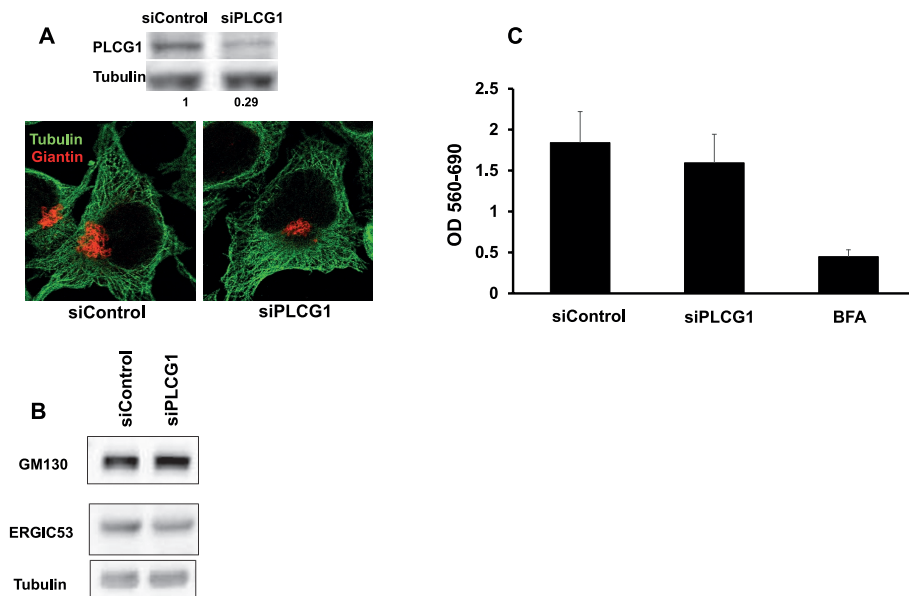 A
siControl siPLCG1
PLCG1
Tubulin
1 0.29
Tubulin
Giantin
siControl siPLCG1
B
siControl siPLCG1
GM130
ERGIC53
Tubulin
C
OD 560-690
2.5
2
1.5
1
0.5
0
siControl siPLCG1 BFA